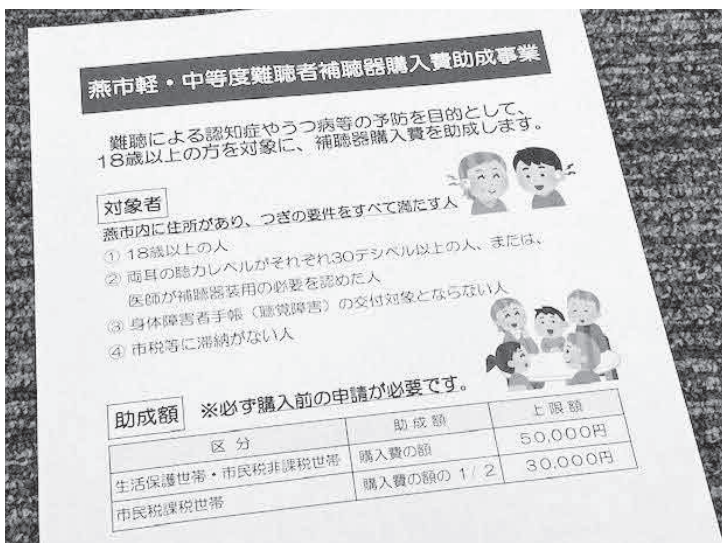 燕市軽・中等度難聴者補聴器購入費助成事業
難聴による認知症やうつ病等の予防を目的として、
18歳以上の方を対象に、補聴器購入費を助成します。
対象者
燕市内に住所があり、つぎの要件をすべて満たす人
① 18歳以上の人
② 両耳の聴力レベルがそれぞれ30デシベル以上の人、または、
医師が補聴器装用の必要を認めた人
③ 身体障害者手帳（聴覚障害）の交付対象とならない人
④ 市税等に滞納がない人
助成額 ※必ず購入前の申請が必要です。
区分 助成額 上限額
生活保護世帯・市民税非課税世帯 購入費の額 50,000円
市民税課税世帯 購入費の額の 1/2 30,000円